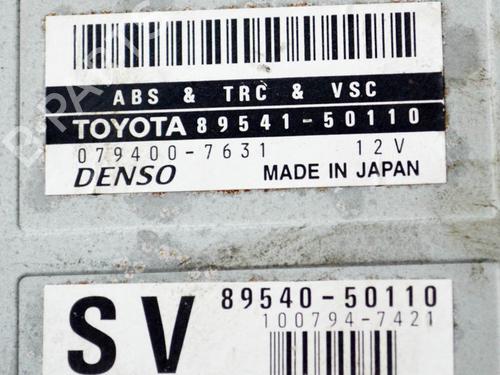 ABS & TRC & VSC
TOYOTA 89541-50110
079400-7631 12V
DENSO MADE IN JAPAN
SV 89540-50110
100794-7421